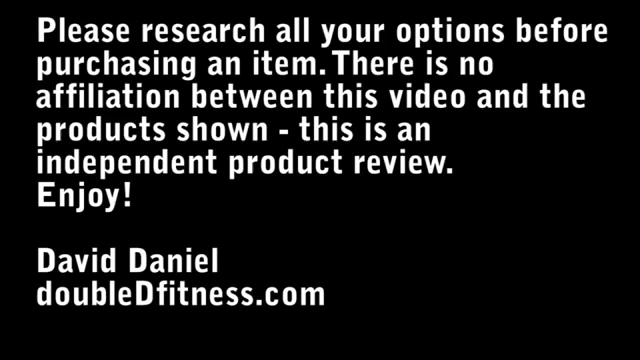 Please research all your options before
purchasing an item. There is no
affiliation between this video and the
products shown - this is an
independent product review.
Enjoy!
David Daniel
doubleDfitness.com